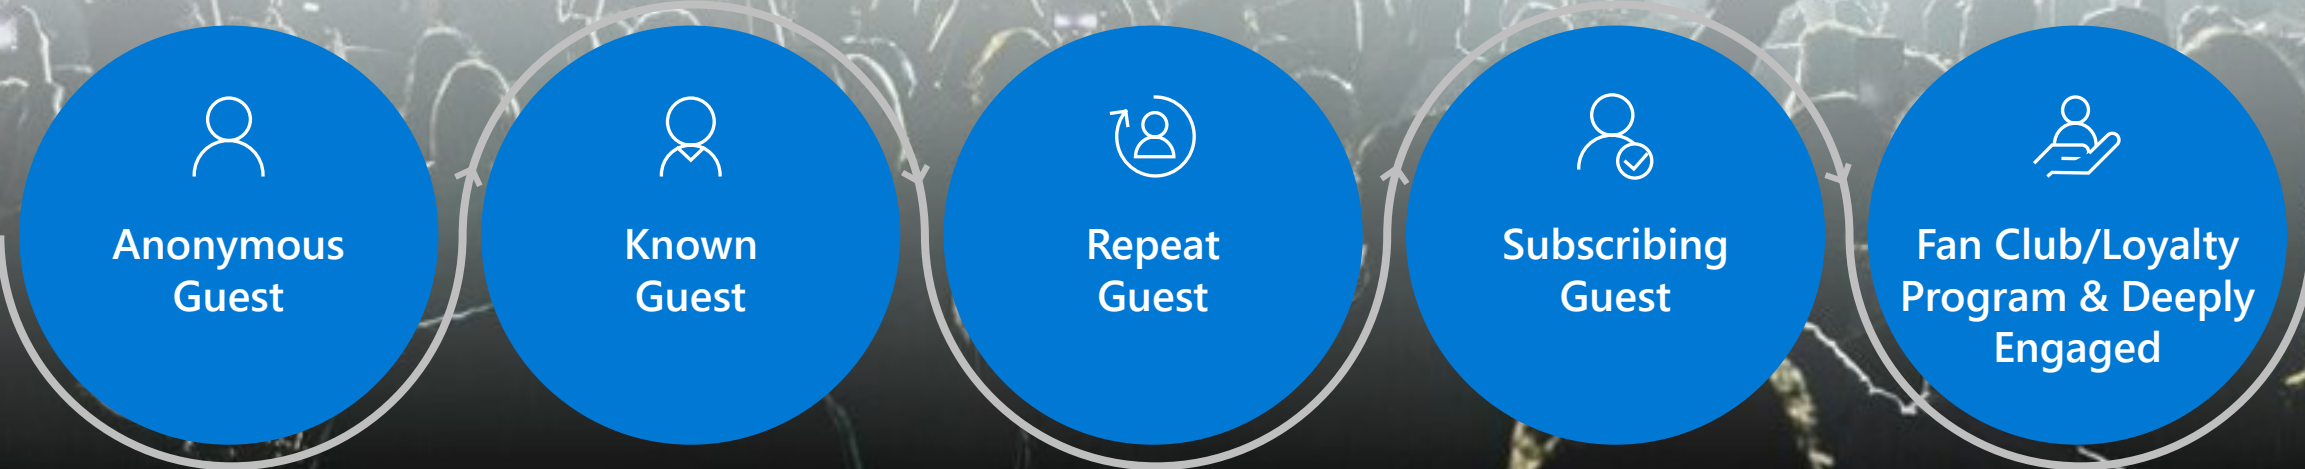 Anonymous
Guest
Known
Guest
Repeat
Guest
Subscribing
Guest
Fan Club/Loyalty
Program & Deeply
Engaged